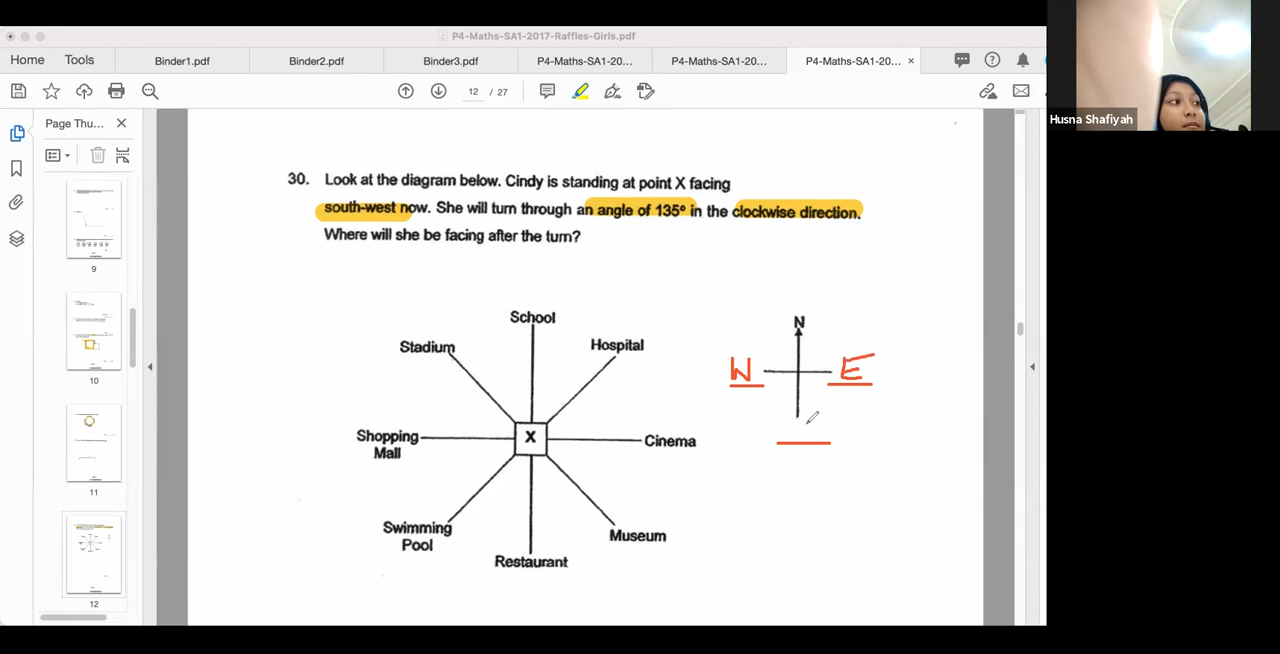 P4-Maths-SA1-2017-Raffles-Girls.pdf
Home Tools Binder1.pdf Binder2.pdf Binder3.pdf P4-Maths-SA1-20... P4-Maths-SA1-20... P4-Maths-SA1-20... ×
12 / 27
Page Thu...
9
10
11
12
30. Look at the diagram below. Cindy is standing at point X facing
south-west now. She will turn through an angle of 135° in the clockwise direction.
Where will she be facing after the turn?
School
Stadium
Hospital
Shopping
Mall
X
Cinema
Swimming
Pool
Museum
Restaurant
N
W E
Husna Shafiyah